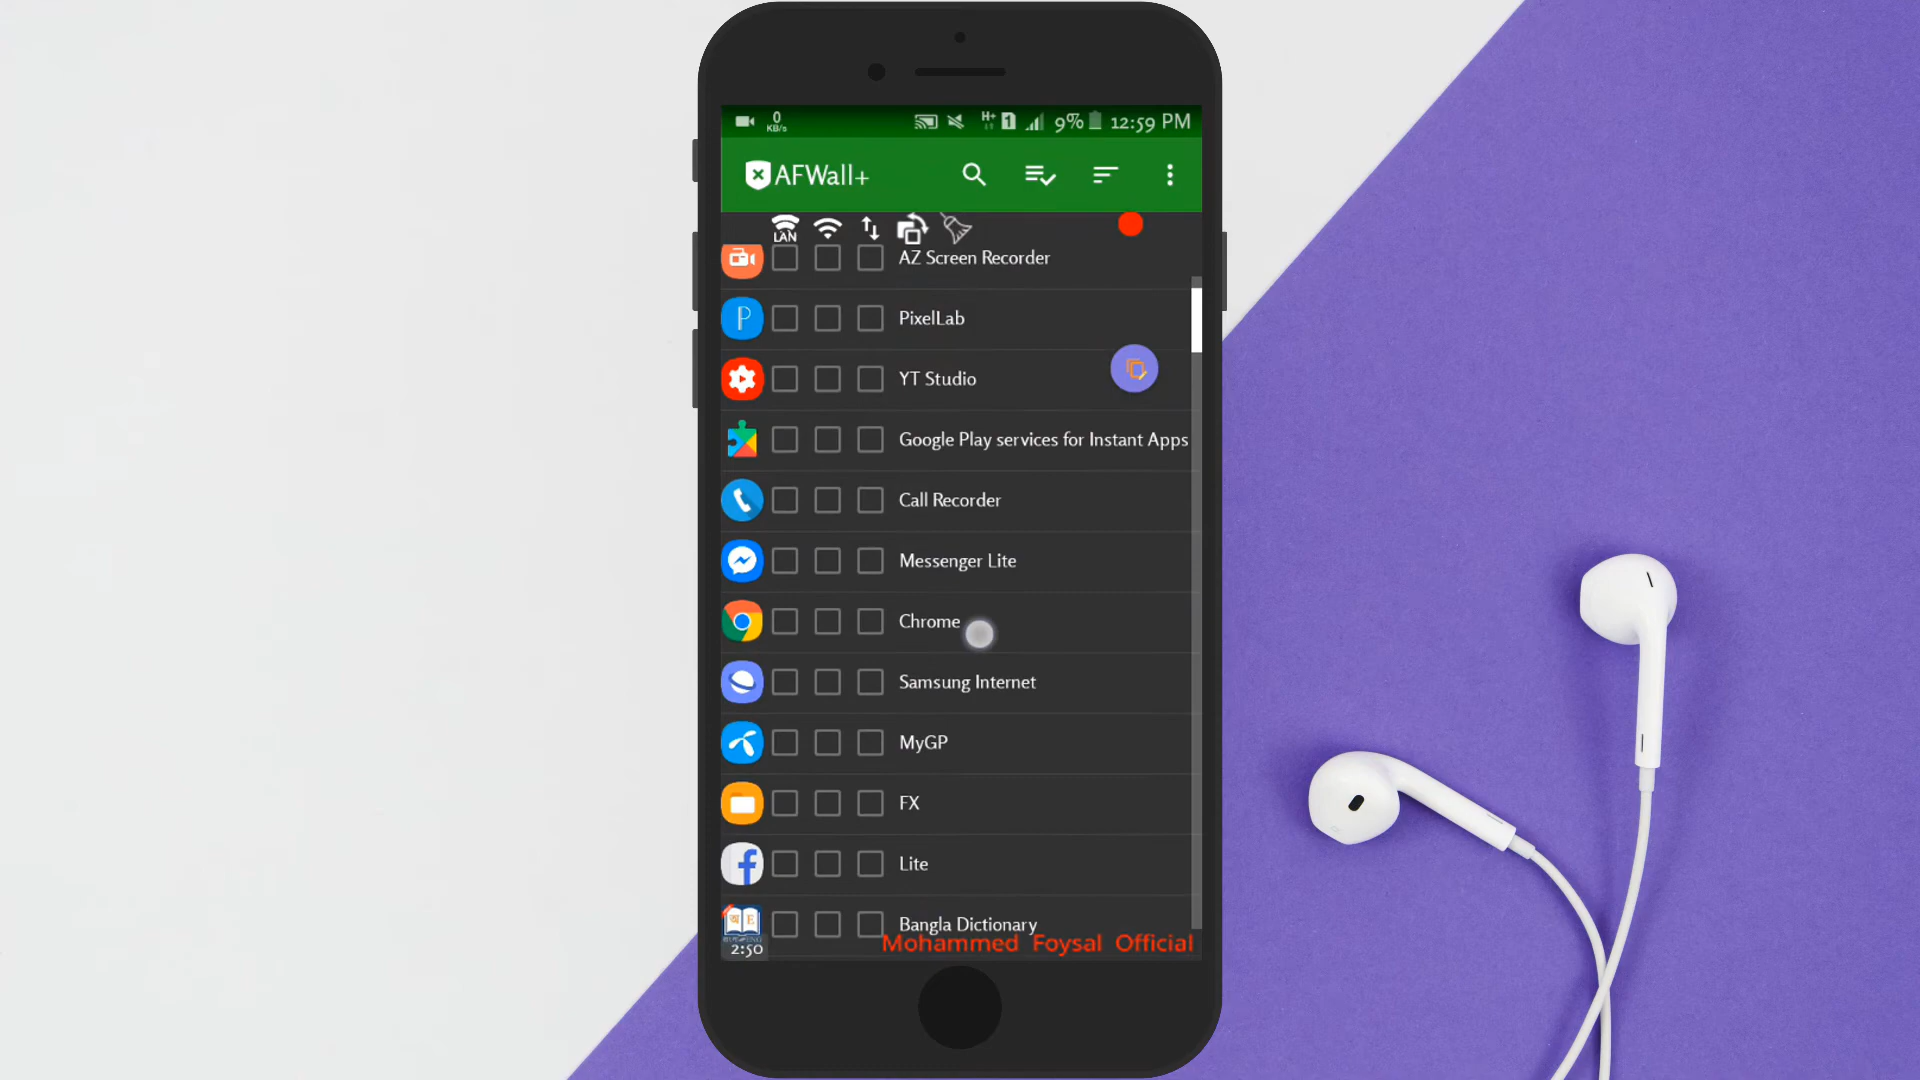 0
KB/s
H+
1
9%
12:59 PM
AFWall+
LAN
AZ Screen Recorder
PixelLab
YT Studio
Google Play services for Instant Apps
Call Recorder
Messenger Lite
Chrome
Samsung Internet
MyGP
FX
Lite
Bangla Dictionary
2:50
Mohammed Foysal Official